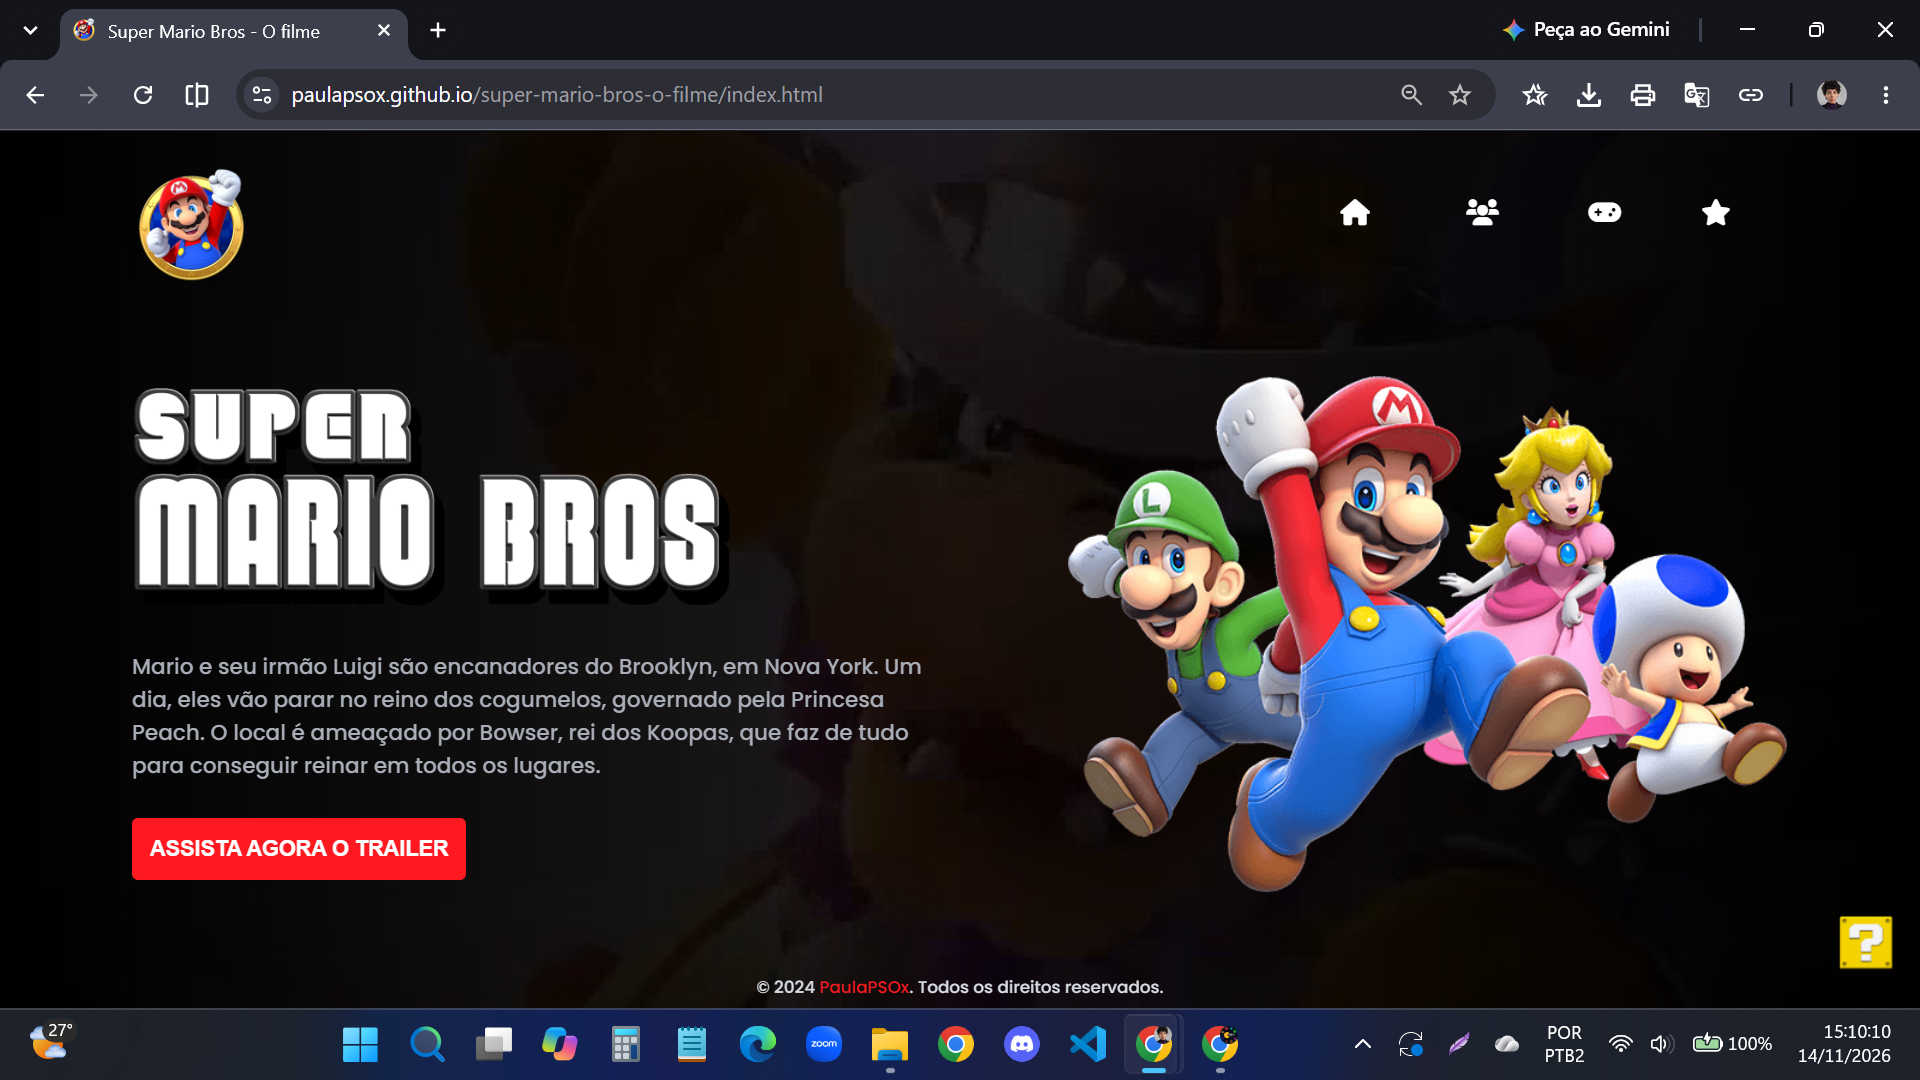 Super Mario Bros - O filme
Peça ao Gemini
paulapsox.github.io/super-mario-bros-o-filme/index.html
SUPER
MARIO BROS
Mario e seu irmão Luigi são encanadores do Brooklyn, em Nova York. Um
dia, eles vão parar no reino dos cogumelos, governado pela Princesa
Peach. O local é ameaçado por Bowser, rei dos Koopas, que faz de tudo
para conseguir reinar em todos os lugares.
ASSISTA AGORA O TRAILER
M
L
?
© 2024 PaulaPSOx. Todos os direitos reservados.
27°
zoom
POR
PTB2
100%
15:10:10
14/11/2026